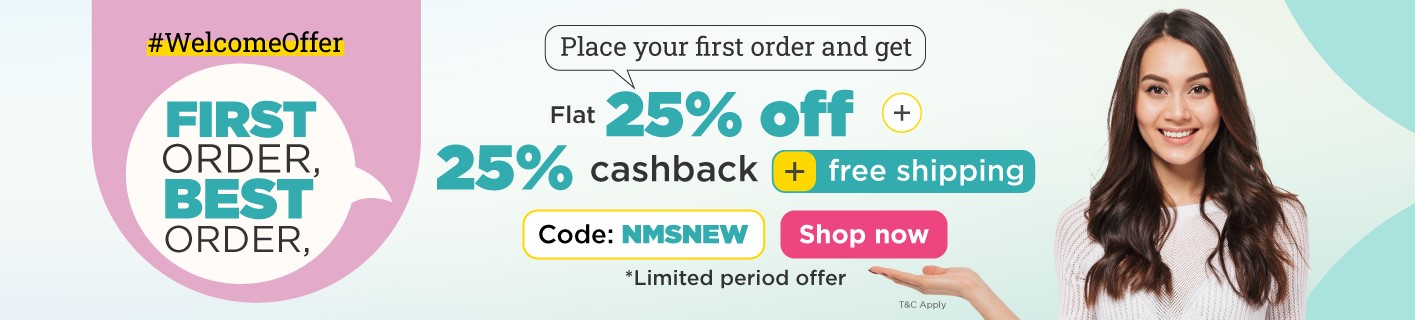 #WelcomeOffer
FIRST
ORDER,
BEST
ORDER,
Place your first order and get
Flat 25% off +
25% cashback + free shipping
Code: NMSNEW
Shop now
*Limited period offer
T&C Apply